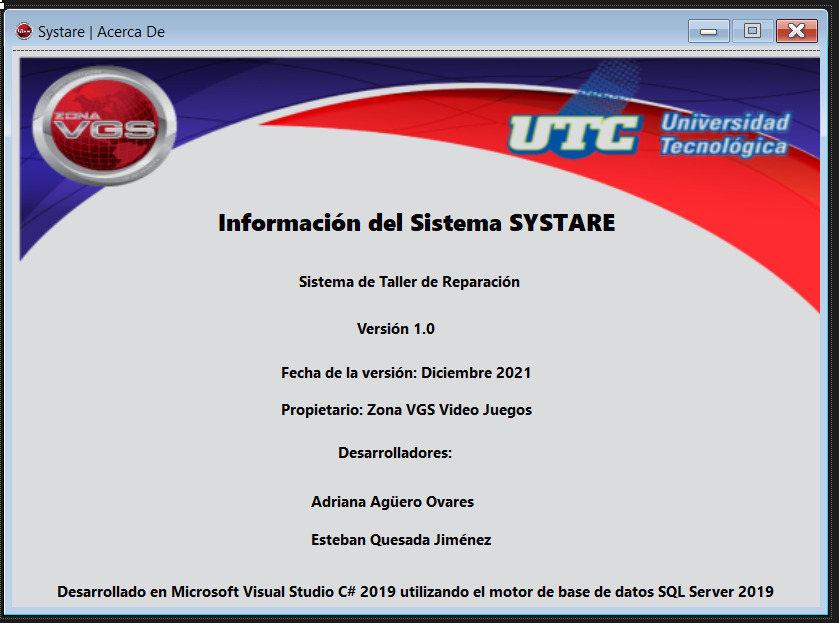 Systare | Acerca De
ZONA
VGS
UTC
Universidad
Tecnológica
Información del Sistema SYSTARE
Sistema de Taller de Reparación
Versión 1.0
Fecha de la versión: Diciembre 2021
Propietario: Zona VGS Video Juegos
Desarrolladores:
Adriana Agüero Ovares
Esteban Quesada Jiménez
Desarrollado en Microsoft Visual Studio C# 2019 utilizando el motor de base de datos SQL Server 2019